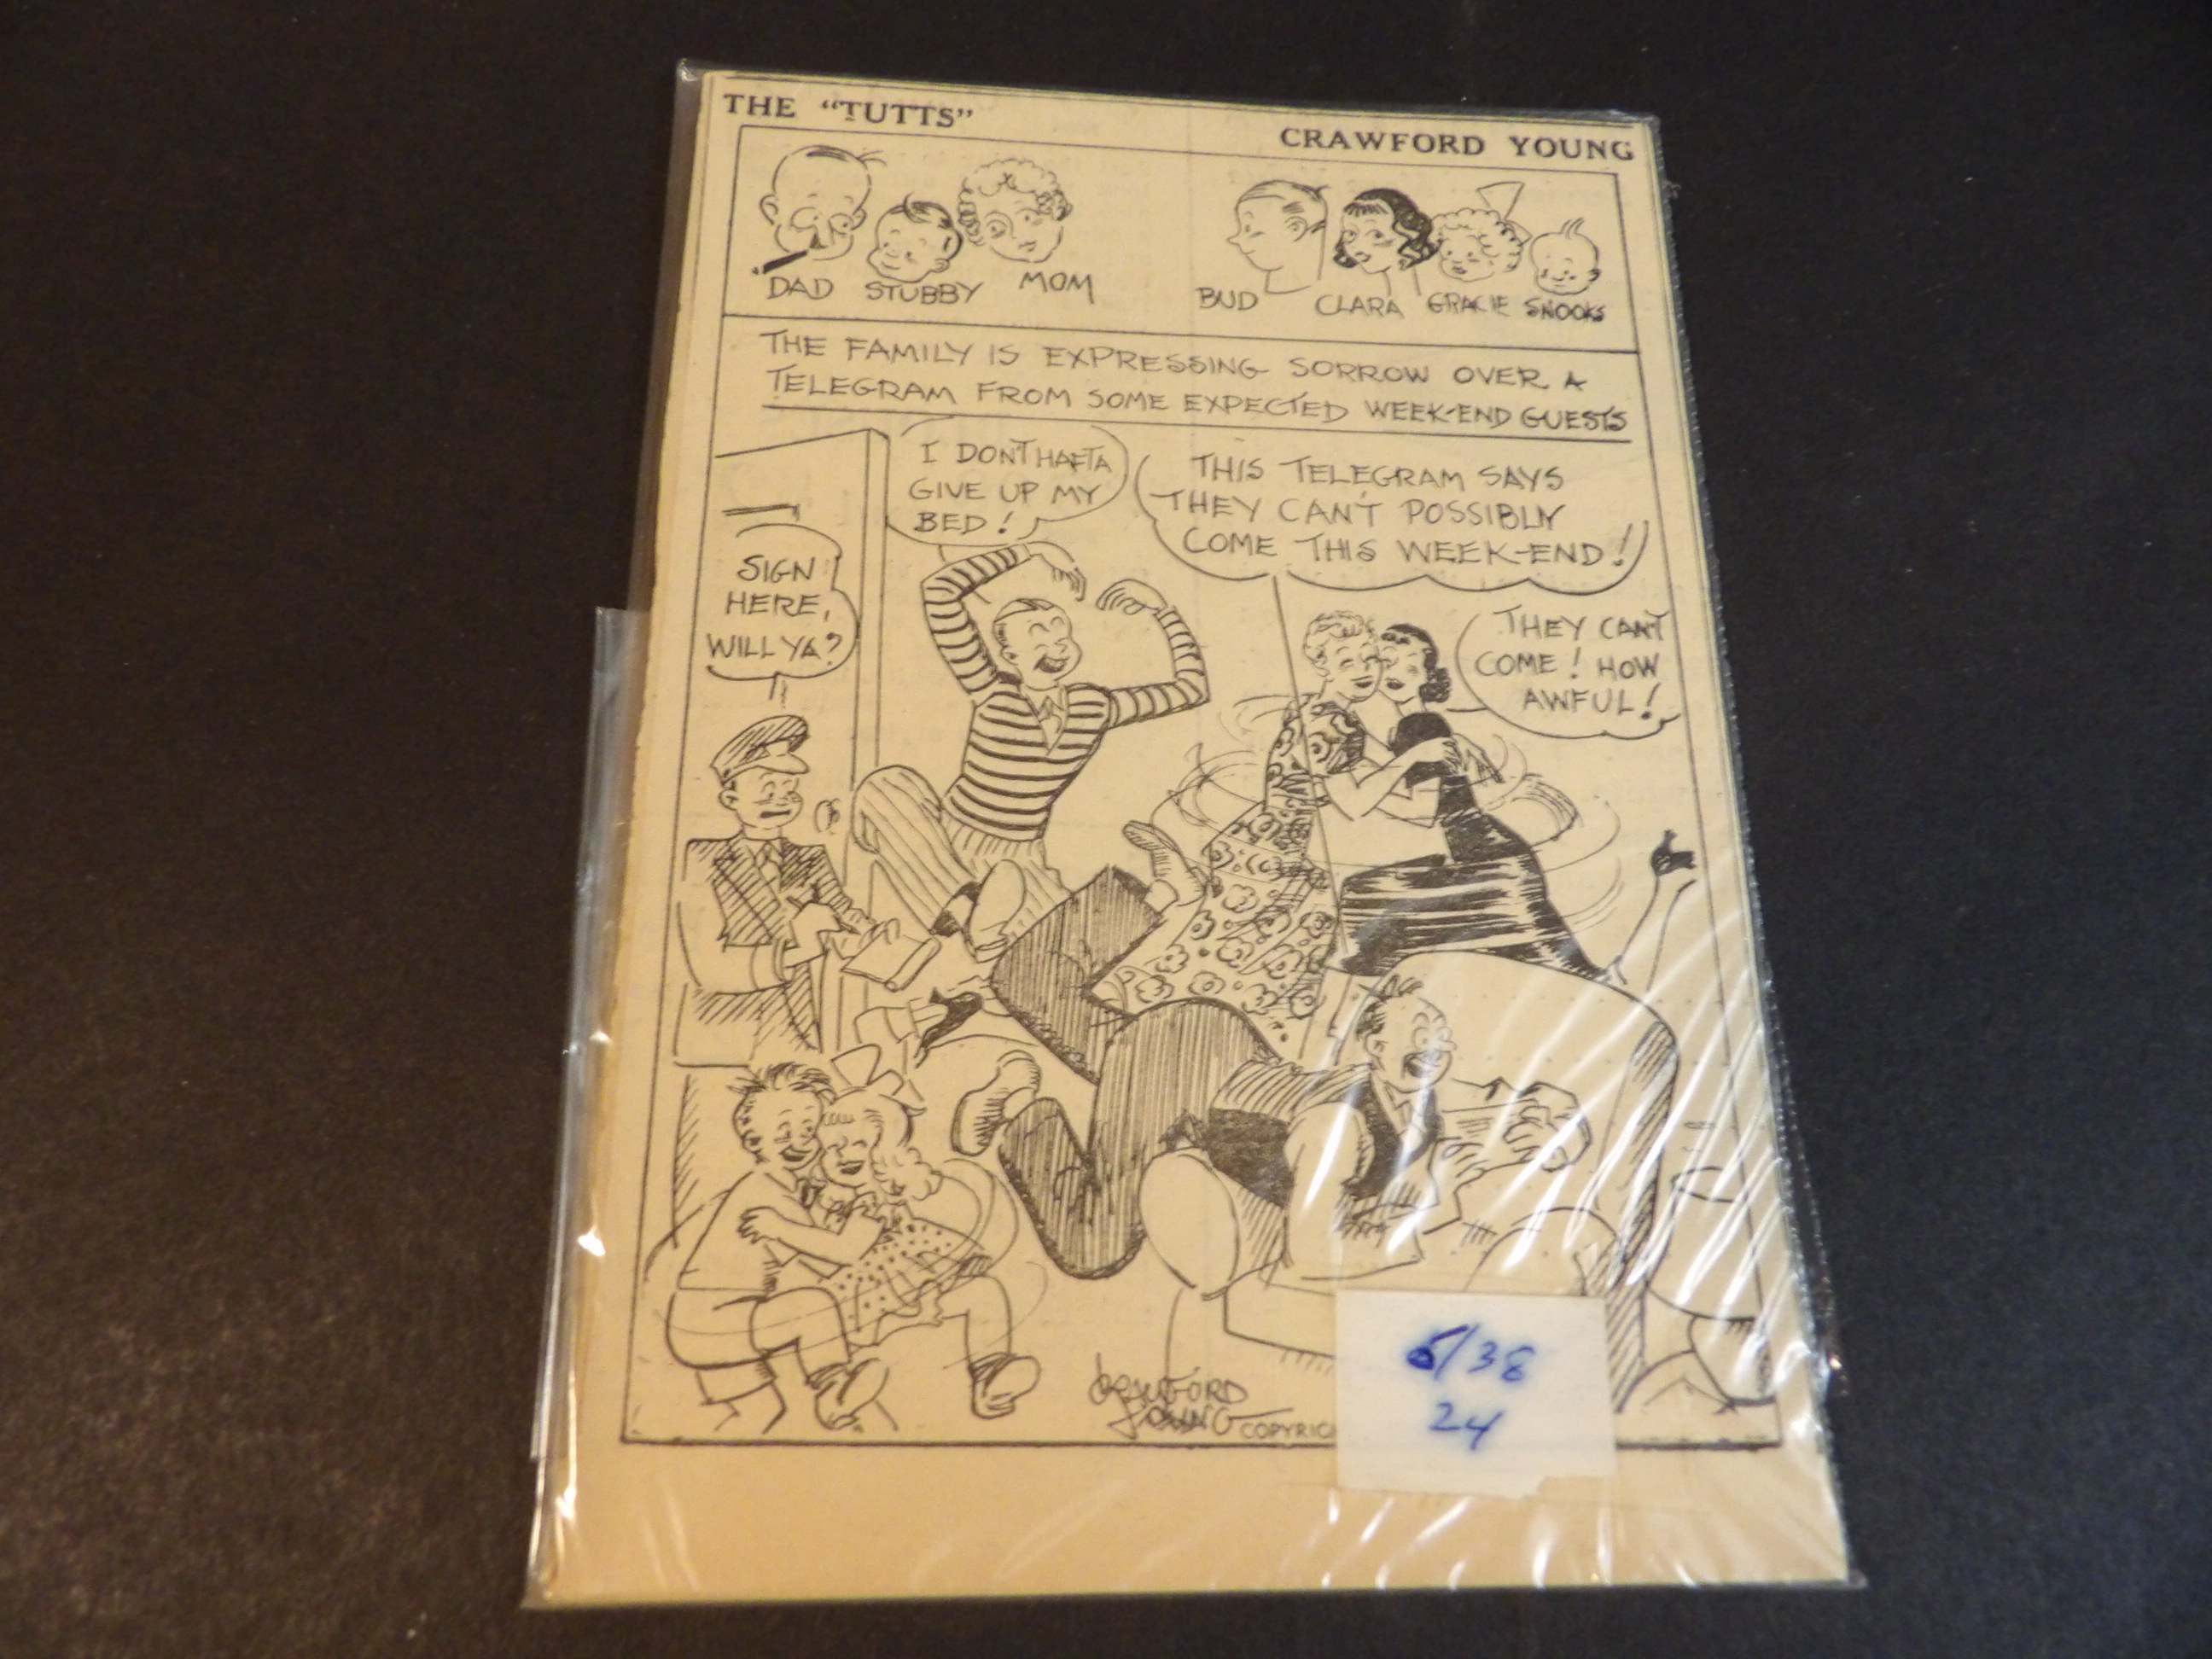 THE “TUTTS”
CRAWFORD YOUNG
DAD STUBBY MOM
BUD CLARA GRACIE SNOOKS
THE FAMILY IS EXPRESSING SORROW OVER A
TELEGRAM FROM SOME EXPECTED WEEK-END GUESTS
I DON'T HAFTA
GIVE UP MY
BED!
THIS TELEGRAM SAYS
THEY CAN'T POSSIBLY
COME THIS WEEK-END!
SIGN
HERE,
WILL YA?
THEY CAN'T
COME! HOW
AWFUL!
CRAWFORD
YOUNG
/38
24